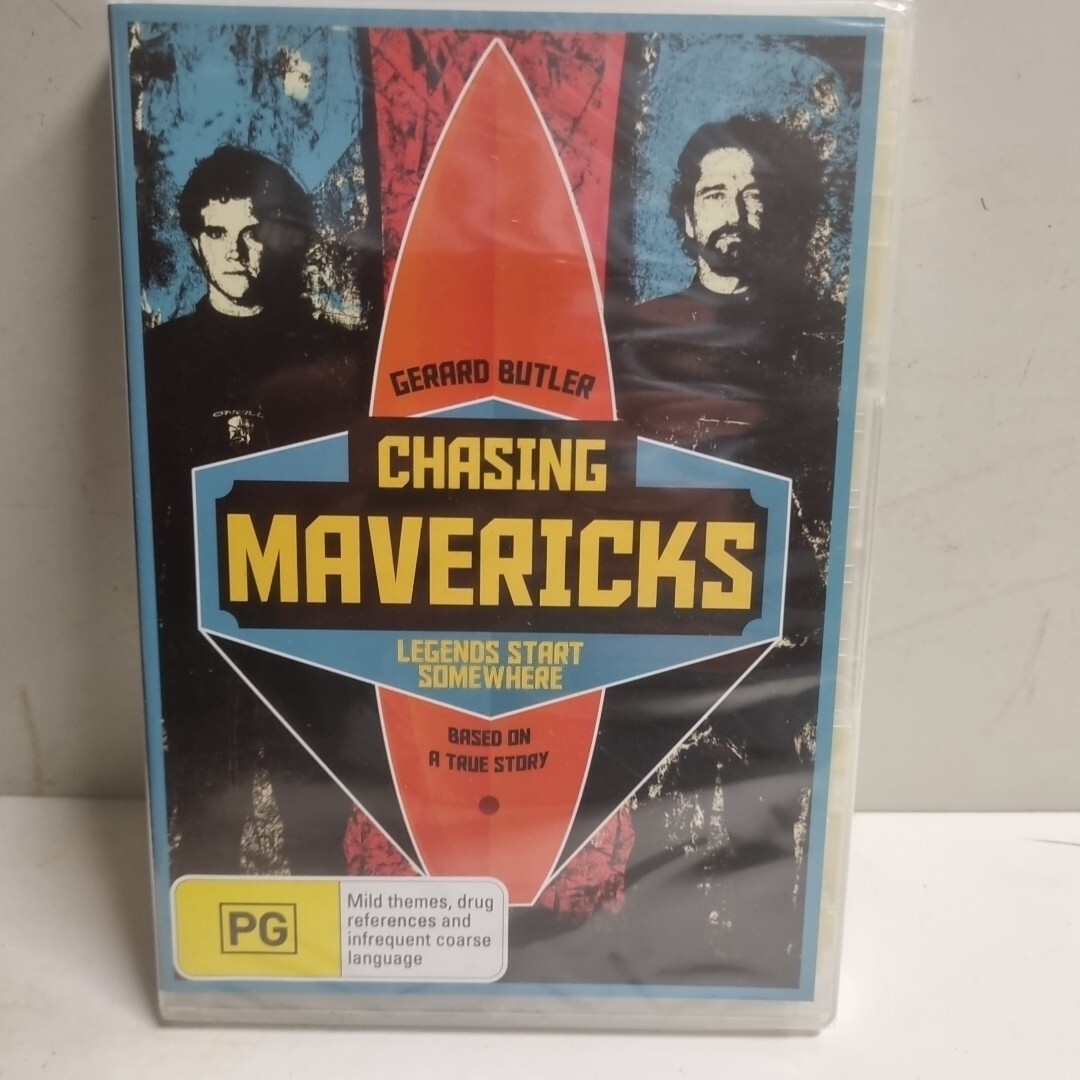 GERARD BUTLER
O'NEILL
CHASING
MAVERICKS
LEGENDS START
SOMEWHERE
BASED ON
A TRUE STORY
PG
Mild themes, drug
references and
infrequent coarse
language